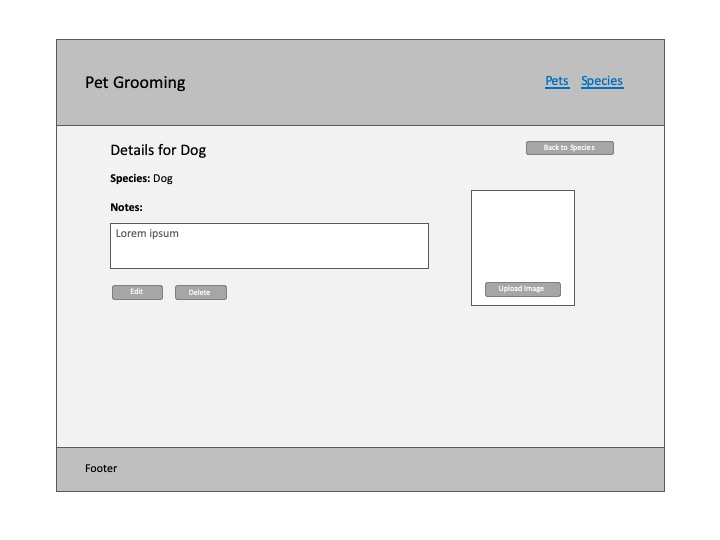 Pet Grooming
Pets Species
Details for Dog
Back to Species
Species: Dog
Notes:
Lorem ipsum
Edit Delete
Upload Image
Footer